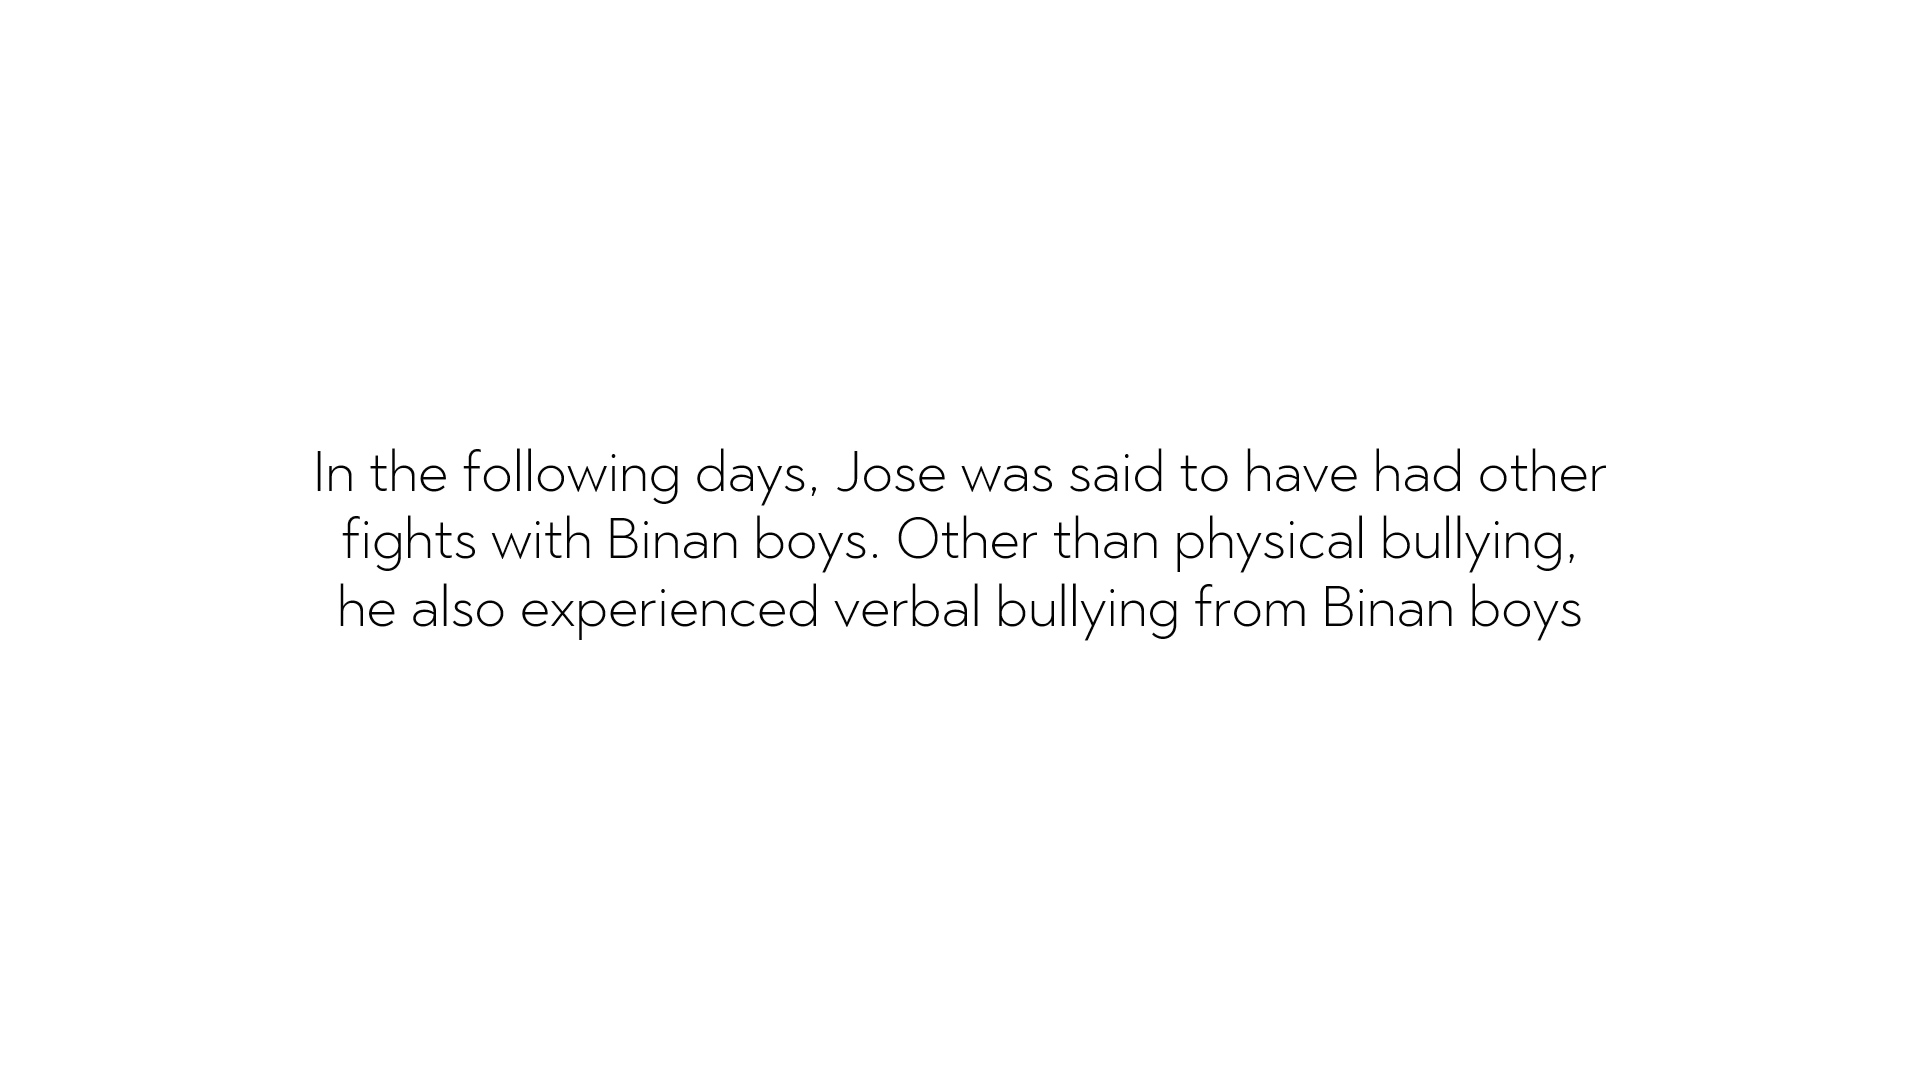 In the following days, Jose was said to have had other
fights with Binan boys. Other than physical bullying,
he also experienced verbal bullying from Binan boys